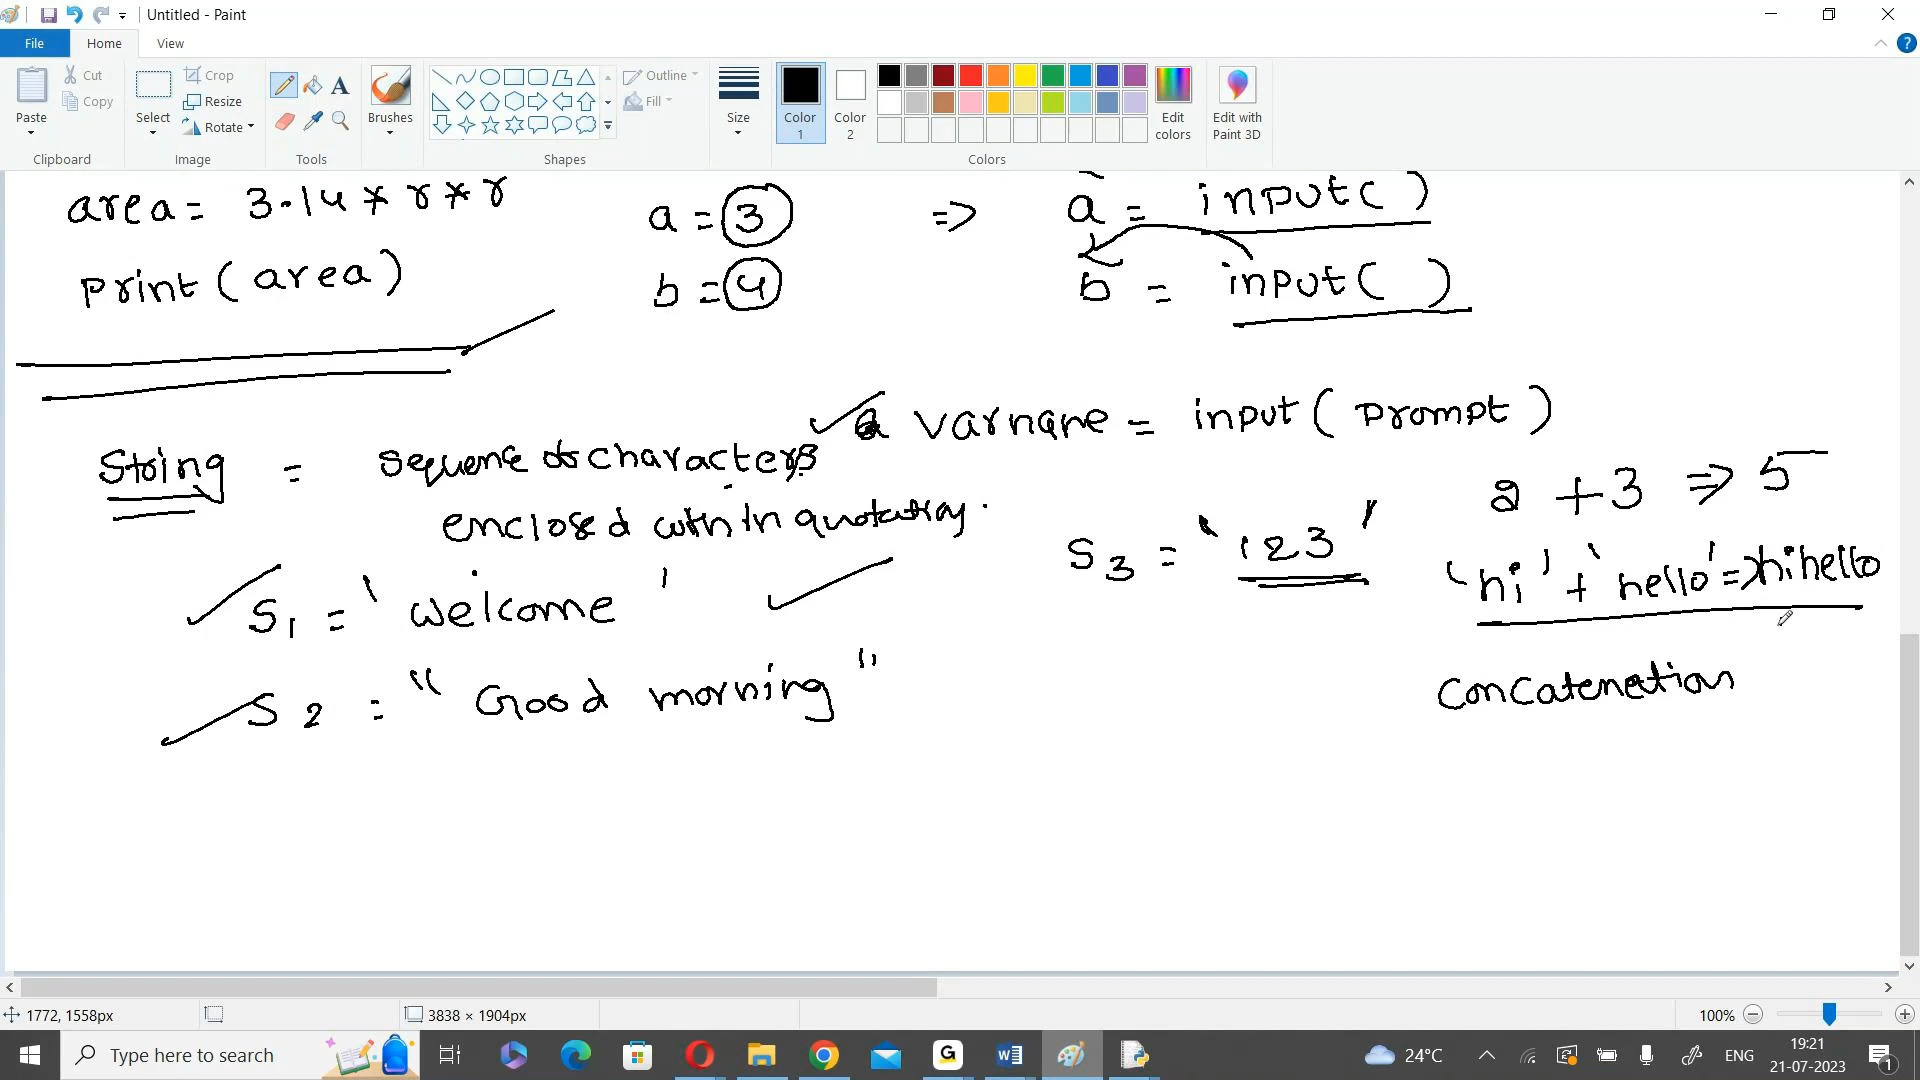 Untitled - Paint
File Home View
Cut
Copy
Paste
Clipboard
Crop
Resize
Rotate
Select
Image
Tools
Brushes
Outline
Fill
Shapes
Size
Color 1
Color 2
Edit colors
Colors
Edit with Paint 3D
area = 3.14 * r * r
print (area)
a = 3
b = 4
=> a = input( )
b = input( )
a varname = input( prompt )
String = sequence of characters
enclosed within quotations.
S1 = ' welcome '
S2 = " Good morning "
S3 = ' 123 '
2 + 3 => 5
'hi' + 'hello' => hihello
concatenation
1772, 1558px
3838 × 1904px
100%
Type here to search
24°C
ENG
19:21
21-07-2023
1